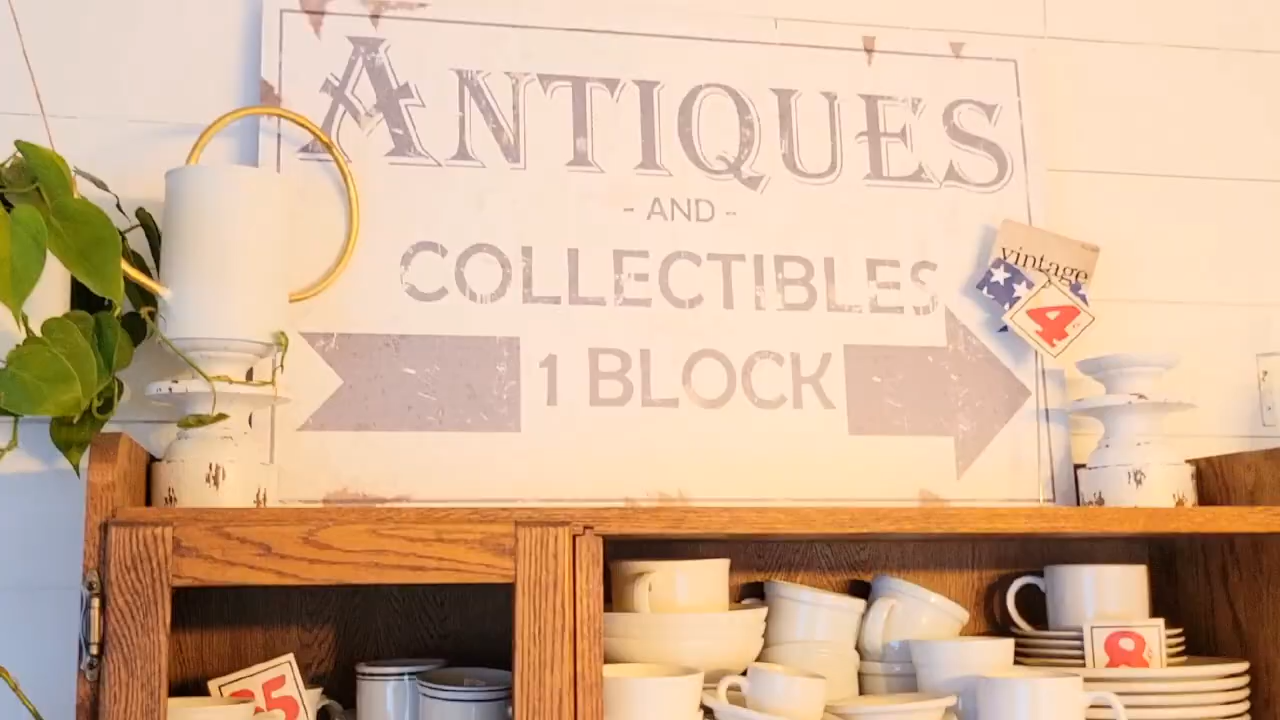 ANTIQUES
- AND -
COLLECTIBLES
1 BLOCK
vintage
4
8